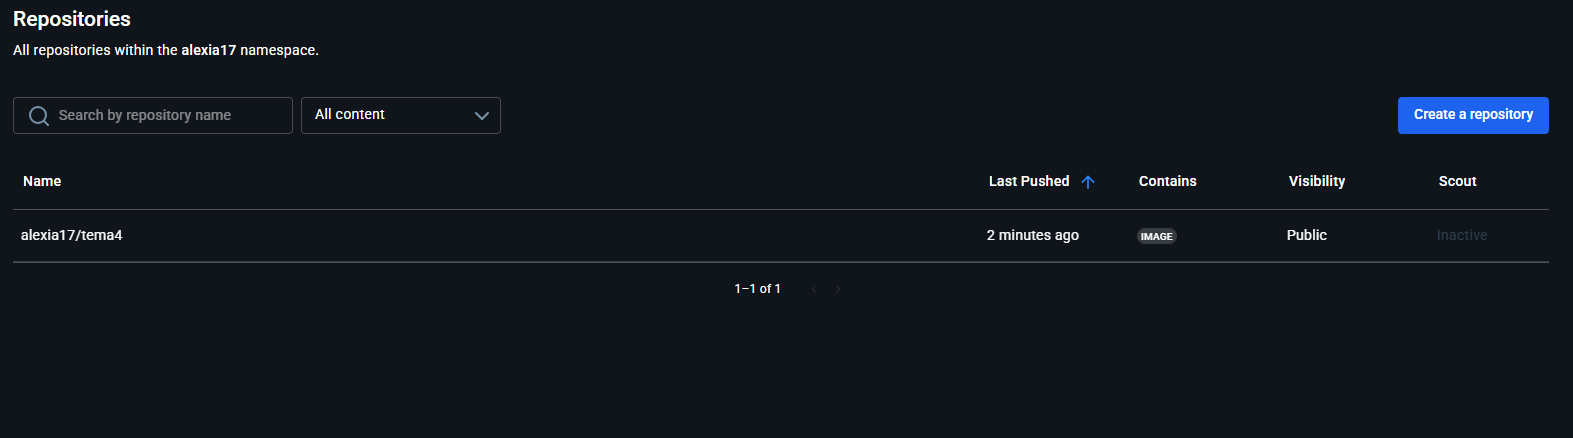 Repositories
All repositories within the alexia17 namespace.
Search by repository name
All content
Create a repository
Name Last Pushed Contains Visibility Scout
alexia17/tema4 2 minutes ago IMAGE Public Inactive
1–1 of 1